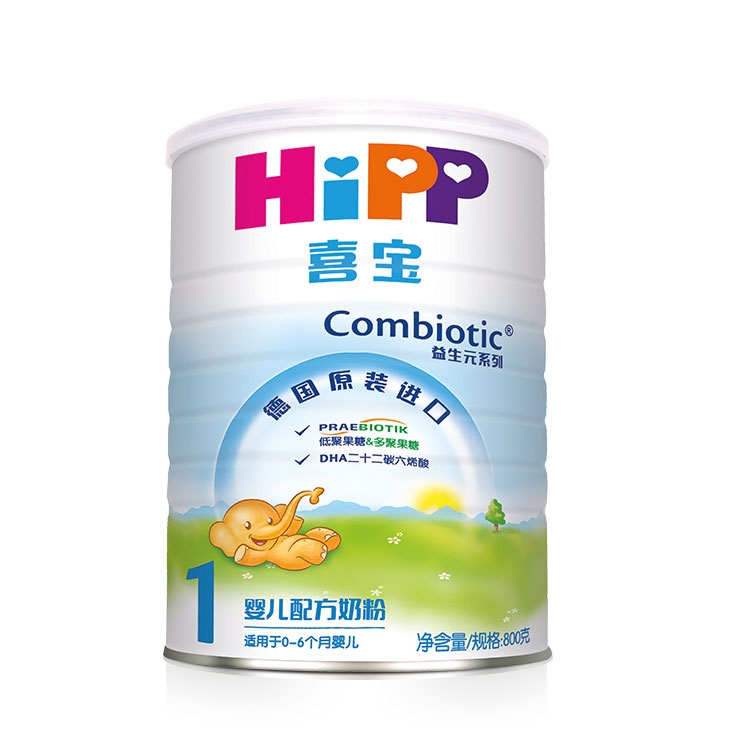 HiPP
喜宝
Combiotic®
益生元系列
德国原装进口
PRAEBIOTIK
低聚果糖&多聚果糖
DHA二十二碳六烯酸
1
婴儿配方奶粉
适用于0-6个月婴儿
净含量/规格:800克